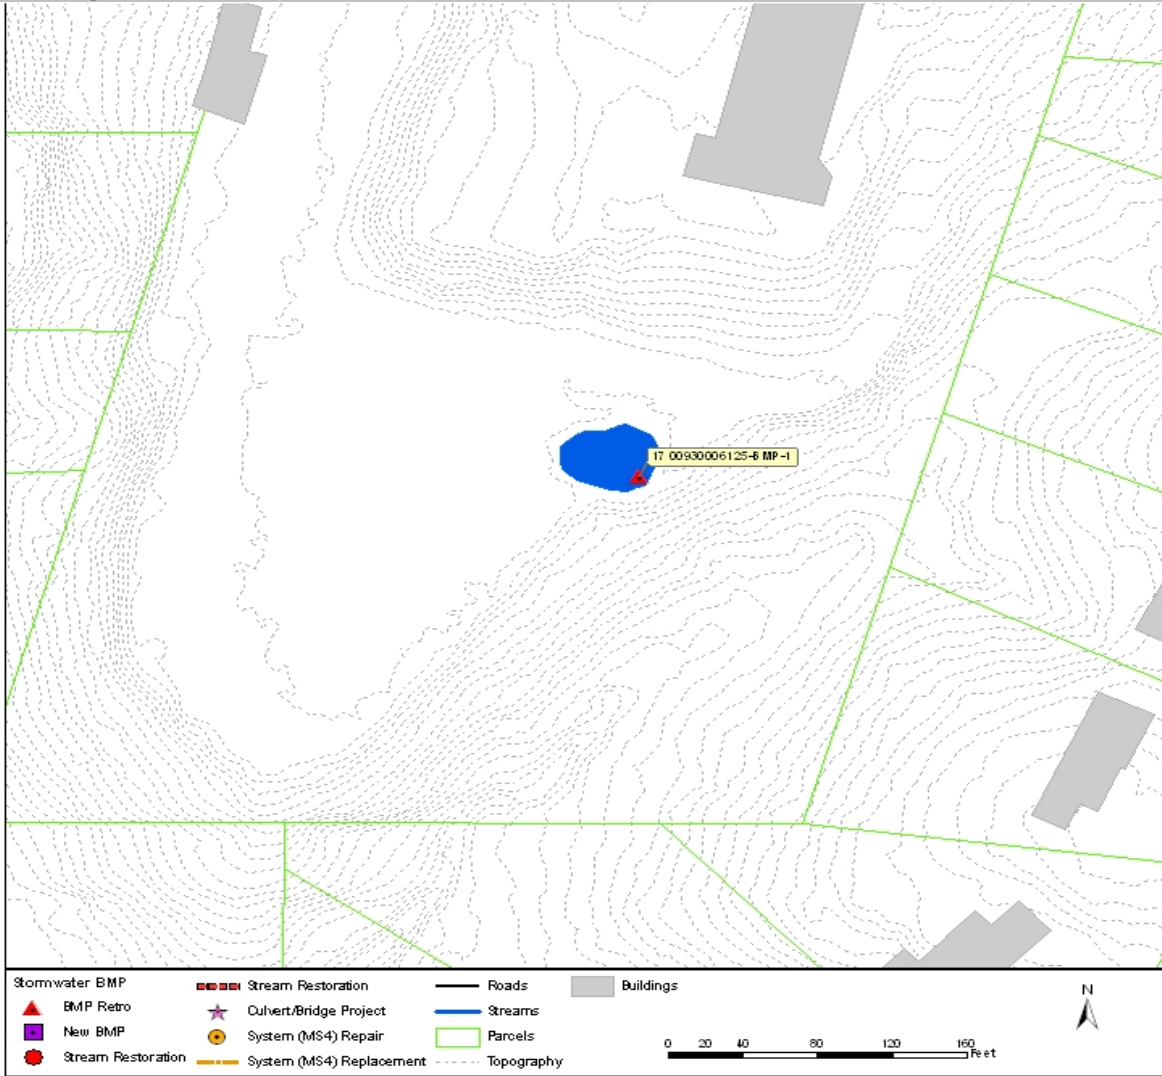 17 00930006125-B MP-1
Stormwater BMP
BMP Retro
New BMP
Stream Restoration
Stream Restoration
Culvert/Bridge Project
System (MS4) Repair
System (MS4) Replacement
Roads
Streams
Parcels
Topography
Buildings
N
0 20 40 80 120 160
Feet